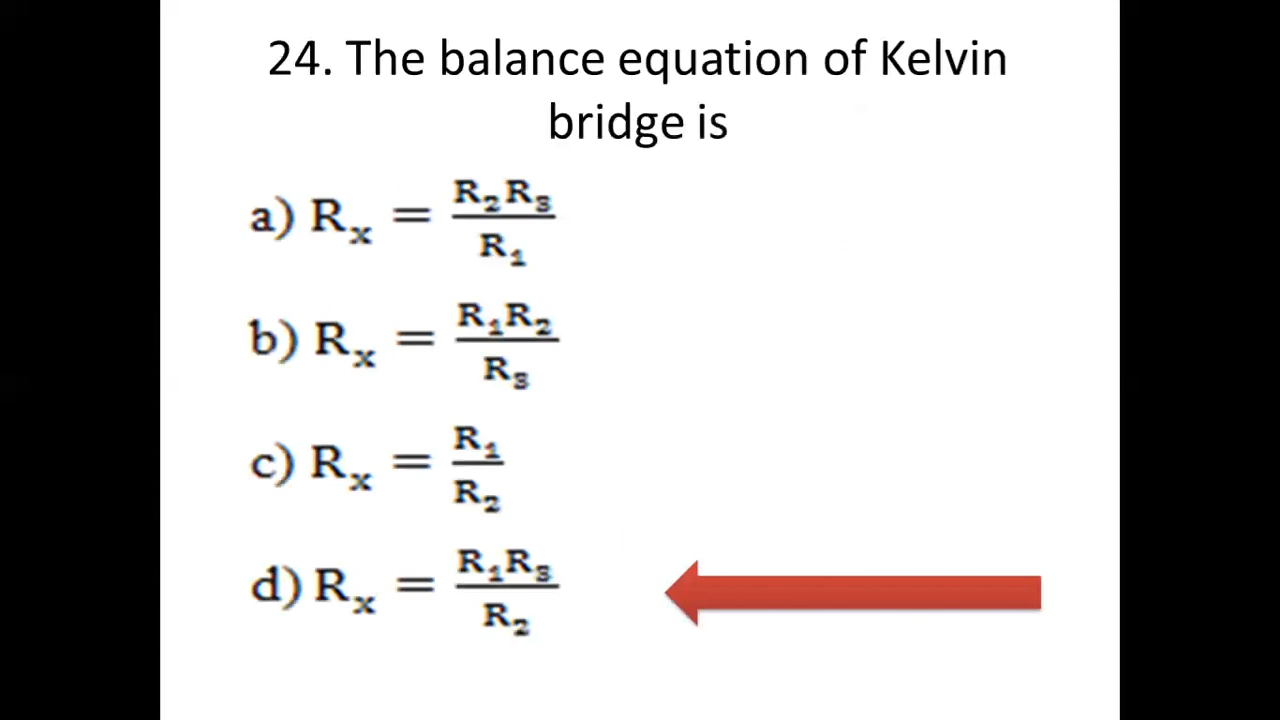 24. The balance equation of Kelvin
bridge is
a) Rₓ = R₂R₃ / R₁
b) Rₓ = R₁R₂ / R₃
c) Rₓ = R₁ / R₂
d) Rₓ = R₁R₃ / R₂